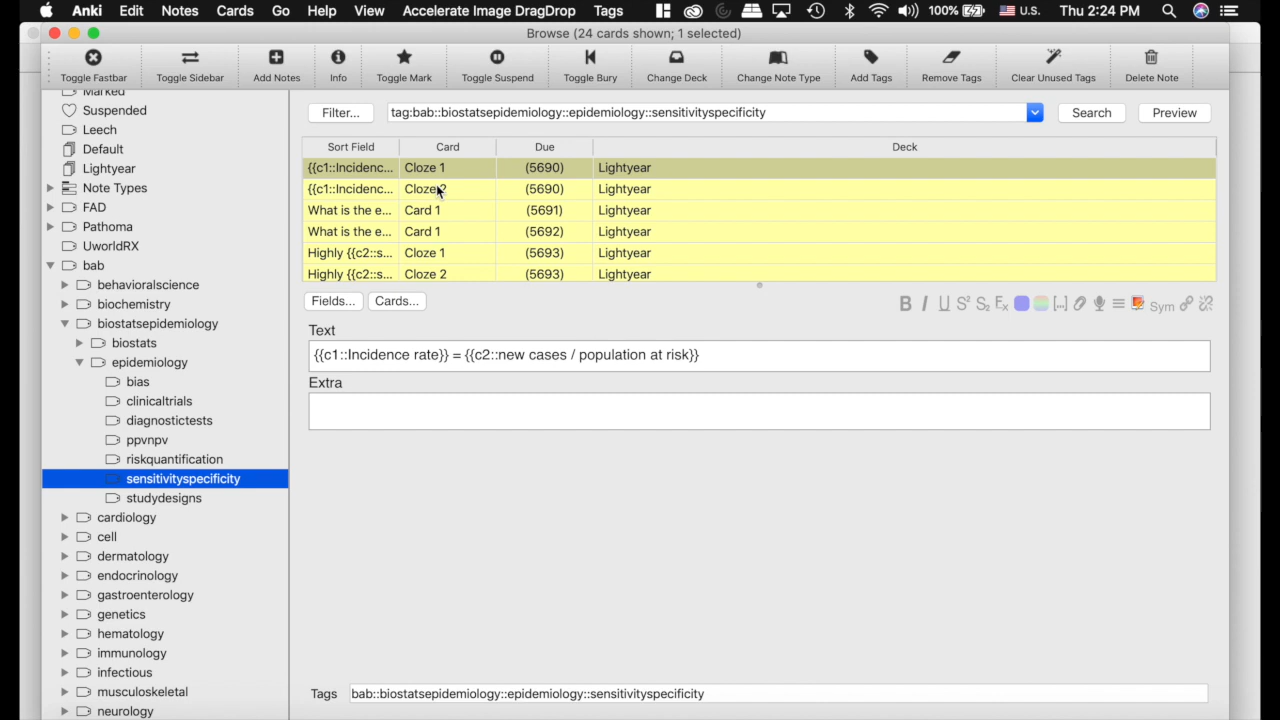 Anki Edit Notes Cards Go Help View Accelerate Image DragDrop Tags 100% U.S. Thu 2:24 PM
Browse (24 cards shown; 1 selected)
Toggle Fastbar Toggle Sidebar Add Notes Info Toggle Mark Toggle Suspend Toggle Bury Change Deck Change Note Type Add Tags Remove Tags Clear Unused Tags Delete Note
Marked
Suspended
Leech
Default
Lightyear
Note Types
FAD
Pathoma
UworldRX
bab
behavioralscience
biochemistry
biostatsepidemiology
biostats
epidemiology
bias
clinicaltrials
diagnostictests
ppvnpv
riskquantification
sensitivityspecificity
studydesigns
cardiology
cell
dermatology
endocrinology
gastroenterology
genetics
hematology
immunology
infectious
musculoskeletal
neurology
Filter... tag:bab::biostatsepidemiology::epidemiology::sensitivityspecificity Search Preview
Sort Field Card Due Deck
{{c1::Incidenc... Cloze 1 (5690) Lightyear
{{c1::Incidenc... Cloze 2 (5690) Lightyear
What is the e... Card 1 (5691) Lightyear
What is the e... Card 1 (5692) Lightyear
Highly {{c2::s... Cloze 1 (5693) Lightyear
Highly {{c2::s... Cloze 2 (5693) Lightyear
Fields... Cards... B I U S² S₂ Ex [...] Sym
Text
{{c1::Incidence rate}} = {{c2::new cases / population at risk}}
Extra
Tags bab::biostatsepidemiology::epidemiology::sensitivityspecificity